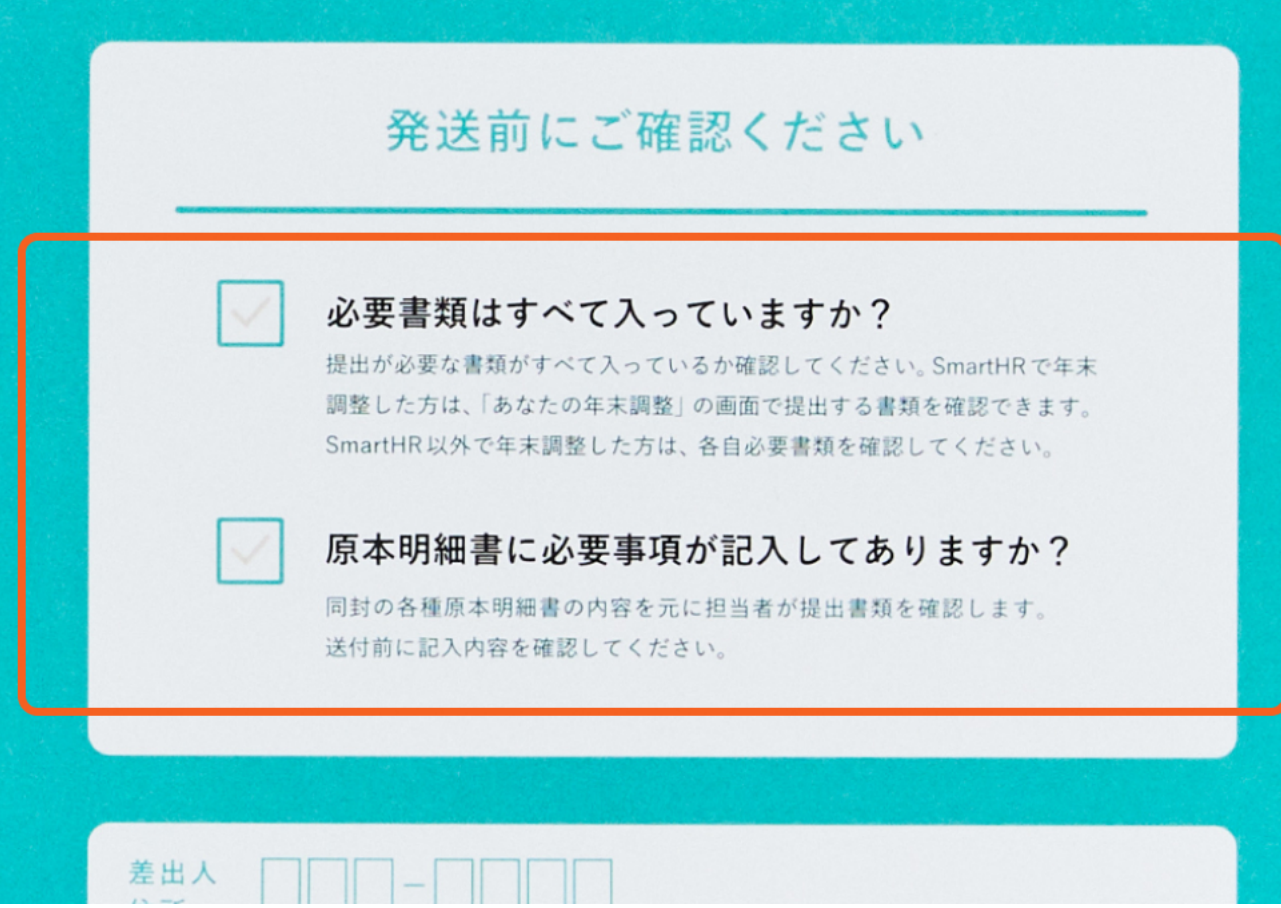 発送前にご確認ください
必要書類はすべて入っていますか？
提出が必要な書類がすべて入っているか確認してください。SmartHRで年末
調整した方は、「あなたの年末調整」の画面で提出する書類を確認できます。
SmartHR以外で年末調整した方は、各自必要書類を確認してください。
原本明細書に必要事項が記入してありますか？
同封の各種原本明細書の内容を元に担当者が提出書類を確認します。
送付前に記入内容を確認してください。
差出人